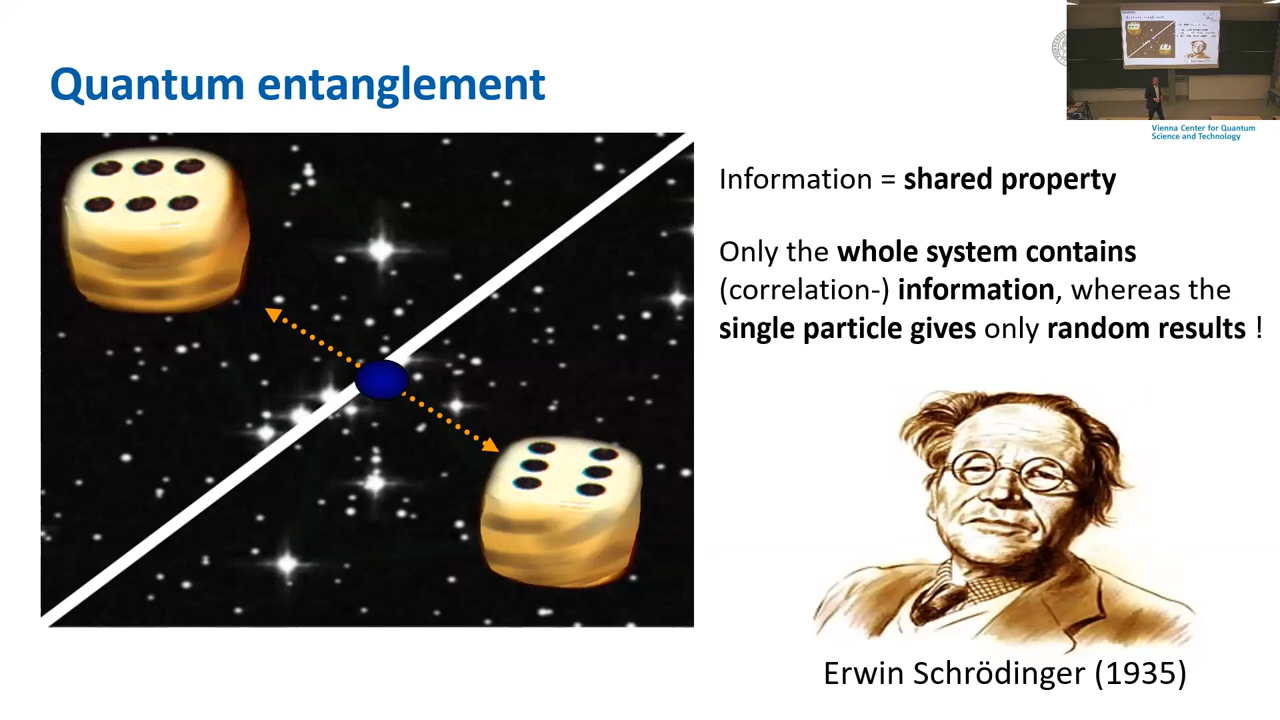 Quantum entanglement
Vienna Center for Quantum
Science and Technology
Information = shared property
Only the whole system contains
(correlation-) information, whereas the
single particle gives only random results !
Erwin Schrödinger (1935)